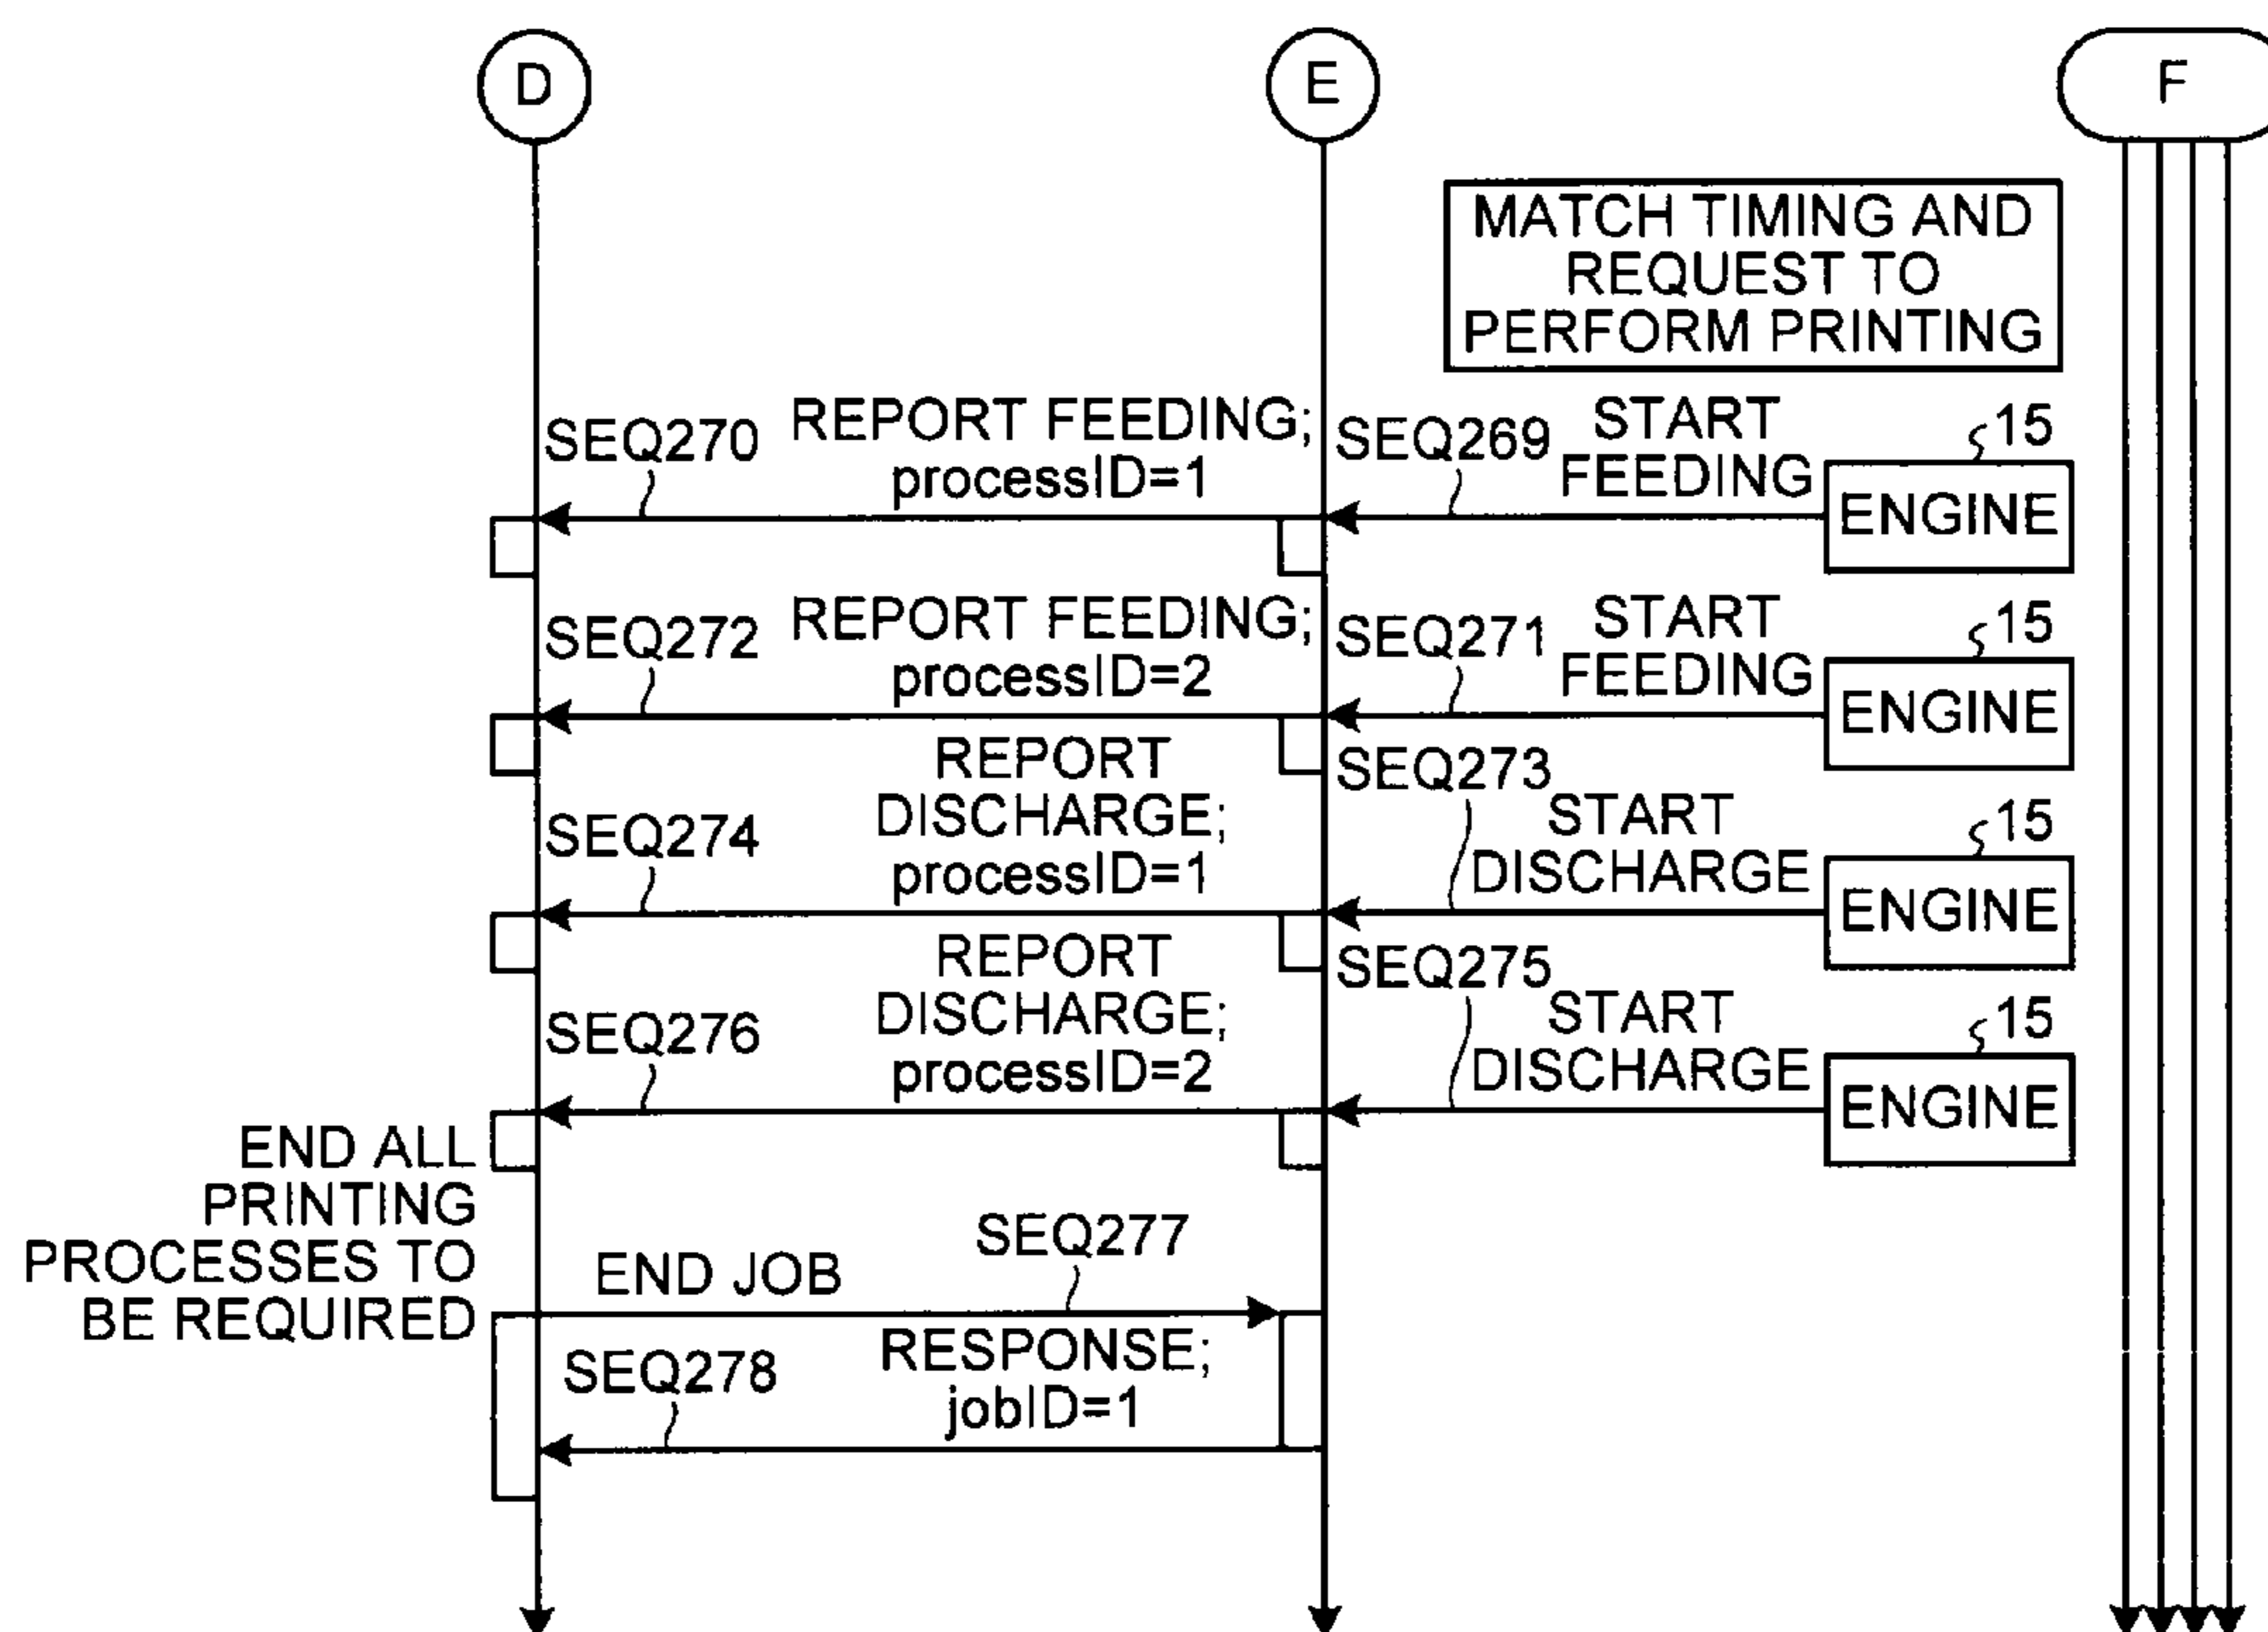 D
E
F
MATCH TIMING AND
REQUEST TO
PERFORM PRINTING
SEQ270
REPORT FEEDING;
processID=1
SEQ269
START
FEEDING
15
ENGINE
SEQ272
REPORT FEEDING;
processID=2
SEQ271
START
FEEDING
15
ENGINE
SEQ274
REPORT
DISCHARGE;
processID=1
SEQ273
START
DISCHARGE
15
ENGINE
SEQ276
REPORT
DISCHARGE;
processID=2
SEQ275
START
DISCHARGE
15
ENGINE
END ALL
PRINTING
PROCESSES TO
BE REQUIRED
END JOB
SEQ277
SEQ278
RESPONSE;
jobID=1